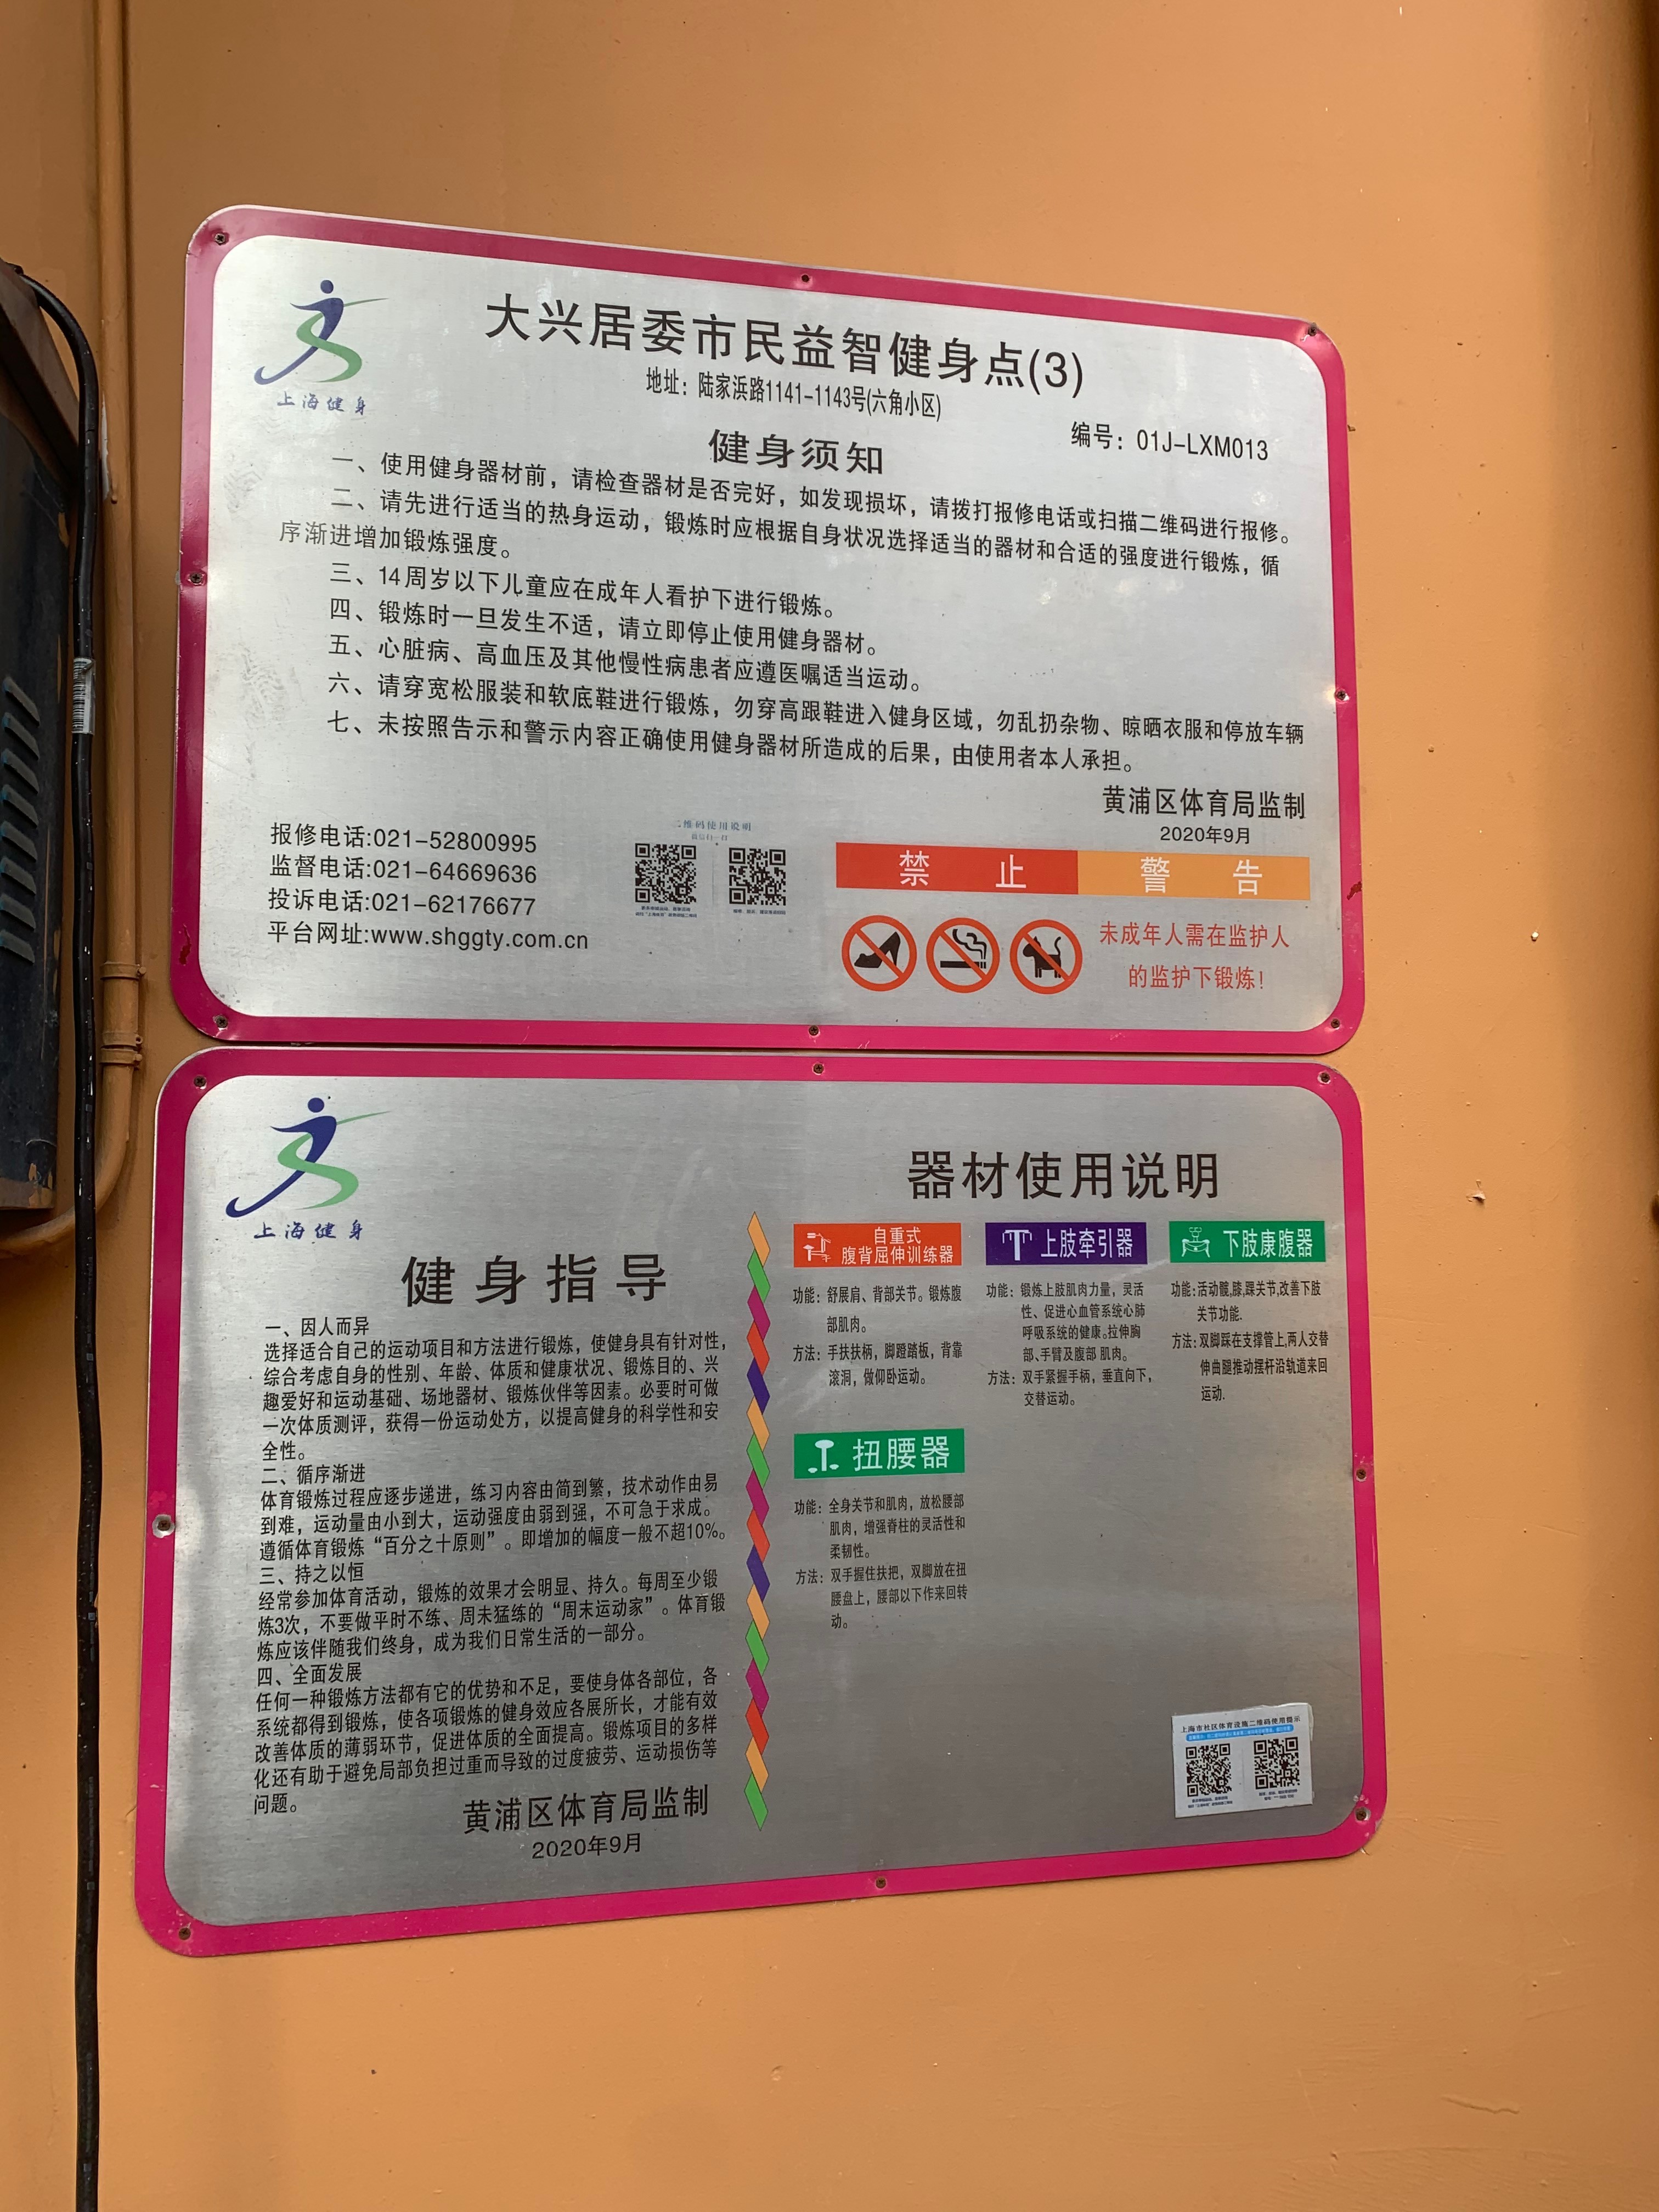 上海健身
大兴居委市民益智健身点(3)
地址：陆家浜路1141-1143号(六角小区)
编号：01J-LXM013
健身须知
一、使用健身器材前，请检查器材是否完好，如发现损坏，请拨打报修电话或扫描二维码进行报修。
二、请先进行适当的热身运动，锻炼时应根据自身状况选择适当的器材和合适的强度进行锻炼，循
序渐进增加锻炼强度。
三、14周岁以下儿童应在成年人看护下进行锻炼。
四、锻炼时一旦发生不适，请立即停止使用健身器材。
五、心脏病、高血压及其他慢性病患者应遵医嘱适当运动。
六、请穿宽松服装和软底鞋进行锻炼，勿穿高跟鞋进入健身区域，勿乱扔杂物、晾晒衣服和停放车辆
七、未按照告示和警示内容正确使用健身器材所造成的后果，由使用者本人承担。
黄浦区体育局监制
2020年9月
报修电话:021-52800995
监督电话:021-64669636
投诉电话:021-62176677
平台网址:www.shggty.com.cn
二维码使用说明
禁止
警告
未成年人需在监护人
的监护下锻炼!
上海健身
健身指导
一、因人而异
选择适合自己的运动项目和方法进行锻炼，使健身具有针对性，
综合考虑自身的性别、年龄、体质和健康状况、锻炼目的、兴
趣爱好和运动基础、场地器材、锻炼伙伴等因素。必要时可做
一次体质测评，获得一份运动处方，以提高健身的科学性和安
全性。
二、循序渐进
体育锻炼过程应逐步递进，练习内容由简到繁，技术动作由易
到难，运动量由小到大，运动强度由弱到强，不可急于求成。
遵循体育锻炼“百分之十原则”。即增加的幅度一般不超10%。
三、持之以恒
经常参加体育活动，锻炼的效果才会明显、持久。每周至少锻
炼3次，不要做平时不练、周末猛练的“周末运动家”。体育锻
炼应该伴随我们终身，成为我们日常生活的一部分。
四、全面发展
任何一种锻炼方法都有它的优势和不足，要使身体各部位，各
系统都得到锻炼，使各项锻炼的健身效应各展所长，才能有效
改善体质的薄弱环节，促进体质的全面提高。锻炼项目的多样
化还有助于避免局部负担过重而导致的过度疲劳、运动损伤等
问题。
黄浦区体育局监制
2020年9月
器材使用说明
自重式
腹背屈伸训练器
功能：舒展肩、背部关节。锻炼腹
部肌肉。
方法：手扶扶柄，脚蹬踏板，背靠
滚洞，做仰卧运动。
上肢牵引器
功能：锻炼上肢肌肉力量，灵活
性、促进心血管系统心肺
呼吸系统的健康。拉伸胸
部、手臂及腹部 肌肉。
方法：双手紧握手柄，垂直向下，
交替运动。
下肢康腹器
功能:活动髋,膝,踝关节,改善下肢
关节功能.
方法:双脚踩在支撑管上,两人交替
伸曲腿推动摆杆沿轨道来回
运动.
扭腰器
功能：全身关节和肌肉，放松腰部
肌肉，增强脊柱的灵活性和
柔韧性。
方法：双手握住扶把，双脚放在扭
腰盘上，腰部以下作来回转
动。
上海市社区体育设施二维码使用提示